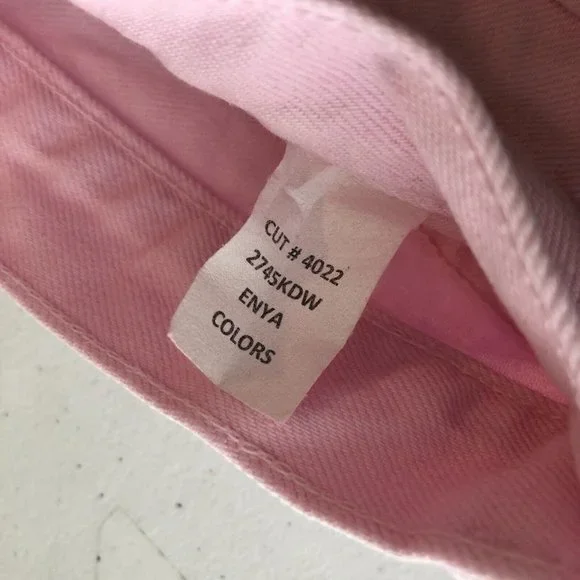 CUT # 4022
2745KDW
ENYA
COLORS